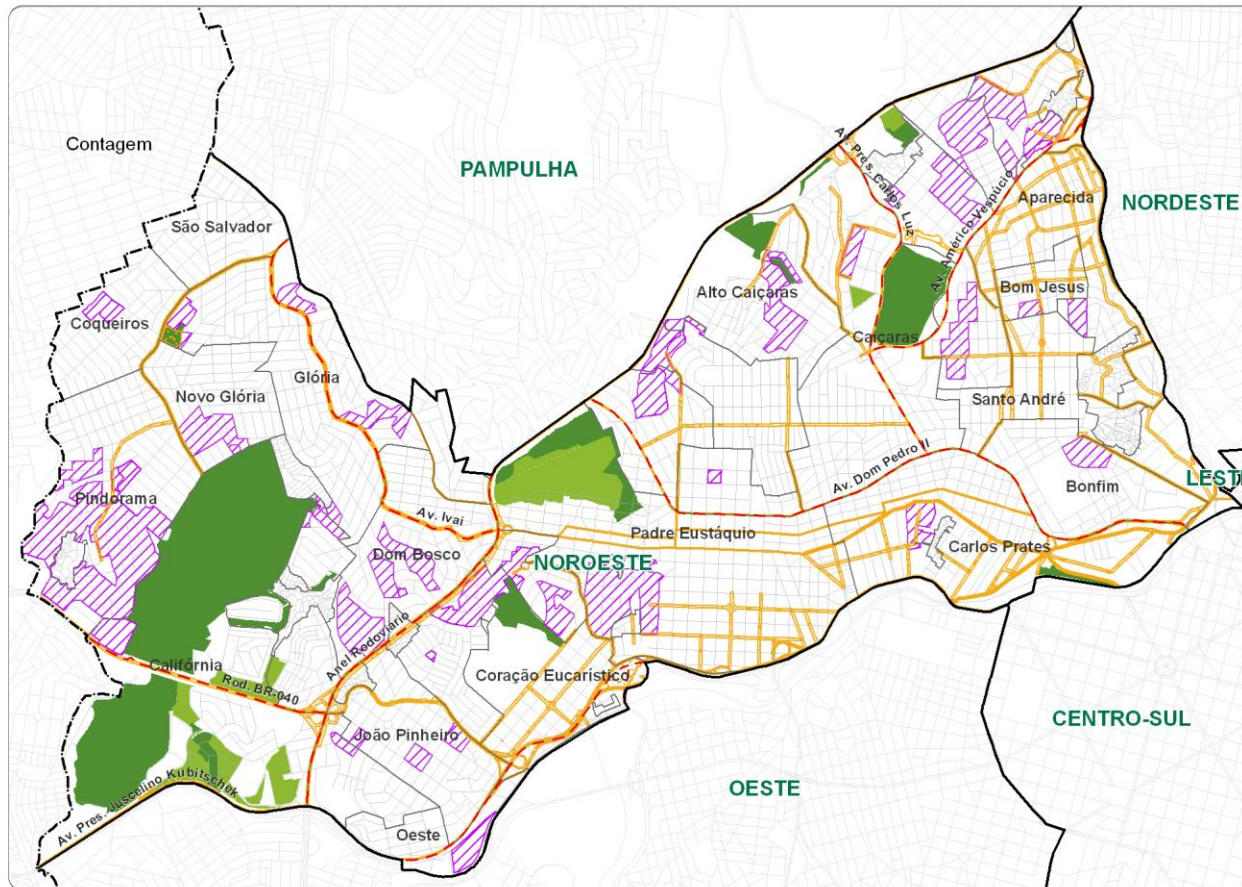 Contagem
PAMPULHA
NORDESTE
São Salvador
Av. Pres. Carlos Luz
Av. Américo Vespúcio
Aparecida
Coqueiros
Alto Caiçaras
Bom Jesus
Caiçaras
Glória
Novo Glória
Santo André
Pindorama
Av. Dom Pedro II
LEST
Bonfim
Av. Ivaí
Padre Eustáquio
Dom Bosco
NOROESTE
Carlos Prates
Anel Rodoviário
Califórnia
Rod. BR-040
Coração Eucarístico
CENTRO-SUL
João Pinheiro
OESTE
Av. Pres. Juscelino Kubitschek
Oeste